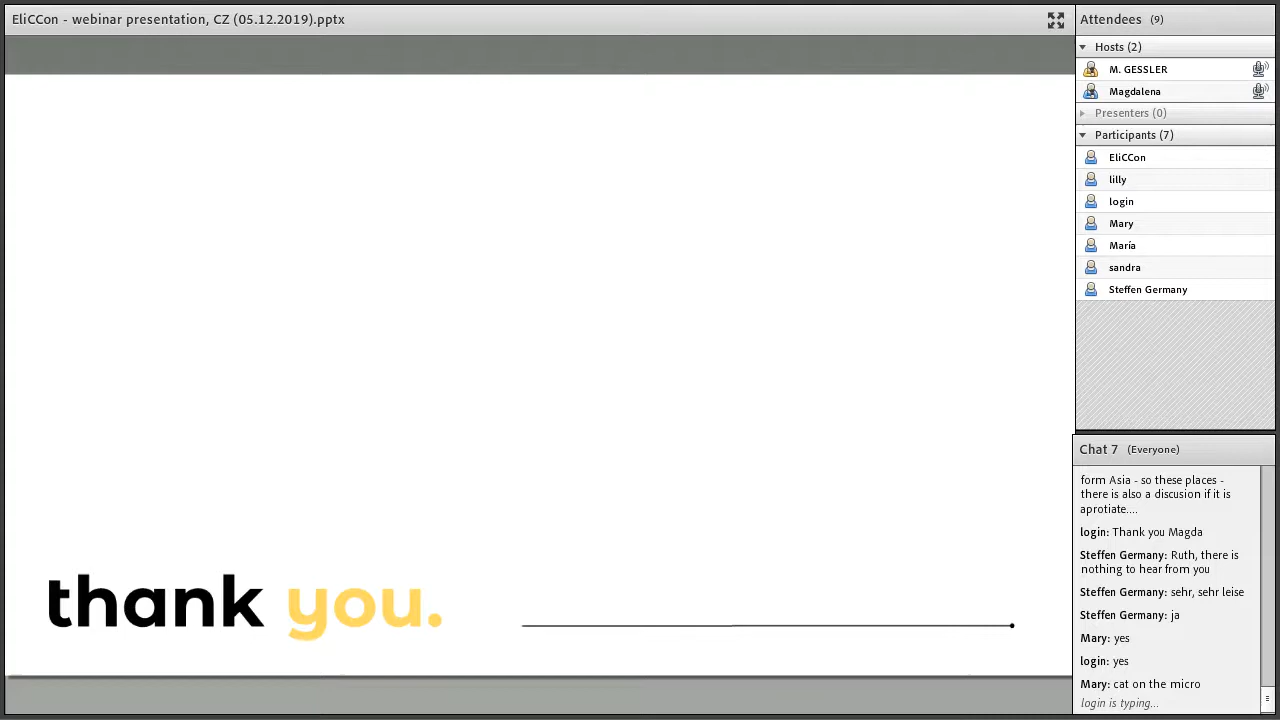 EliCCon - webinar presentation, CZ (05.12.2019).pptx
thank you.
Attendees (9)
Hosts (2)
M. GESSLER
Magdalena
Presenters (0)
Participants (7)
EliCCon
lilly
login
Mary
María
sandra
Steffen Germany
Chat 7 (Everyone)
form Asia - so these places -
there is also a discusion if it is
aprotiate....
login: Thank you Magda
Steffen Germany: Ruth, there is
nothing to hear from you
Steffen Germany: sehr, sehr leise
Steffen Germany: ja
Mary: yes
login: yes
Mary: cat on the micro
login is typing...